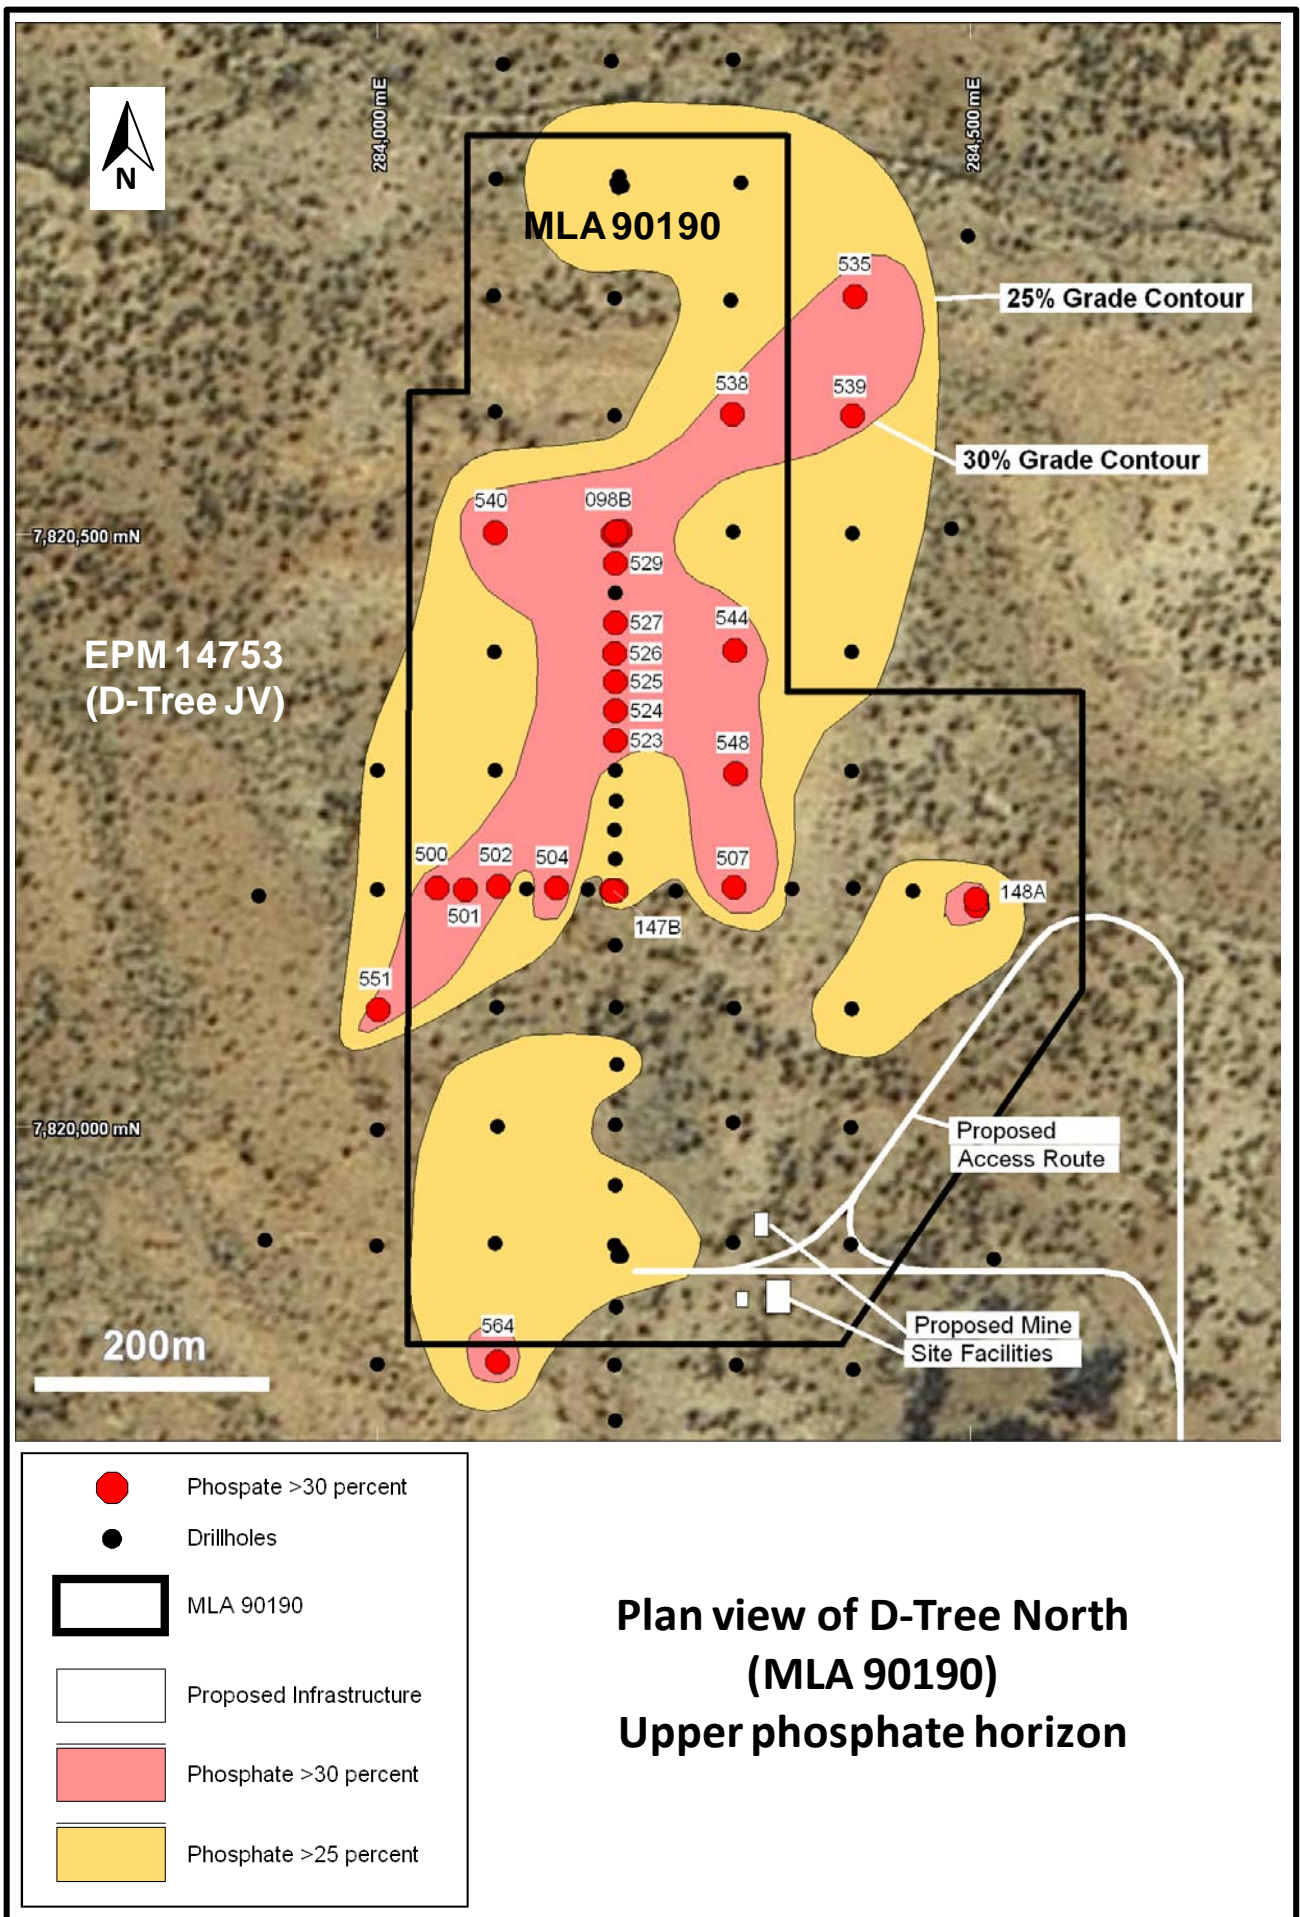 284,000 mE
284,500 mE
N
MLA 90190
535
25% Grade Contour
538
539
30% Grade Contour
540
098B
7,820,500 mN
529
527
544
526
EPM 14753
(D-Tree JV)
525
524
523
548
500
502
504
507
501
148A
147B
551
7,820,000 mN
Proposed
Access Route
564
Proposed Mine
Site Facilities
200m
Phospate >30 percent
Drillholes
MLA 90190
Proposed Infrastructure
Phosphate >30 percent
Phosphate >25 percent
Plan view of D-Tree North
(MLA 90190)
Upper phosphate horizon